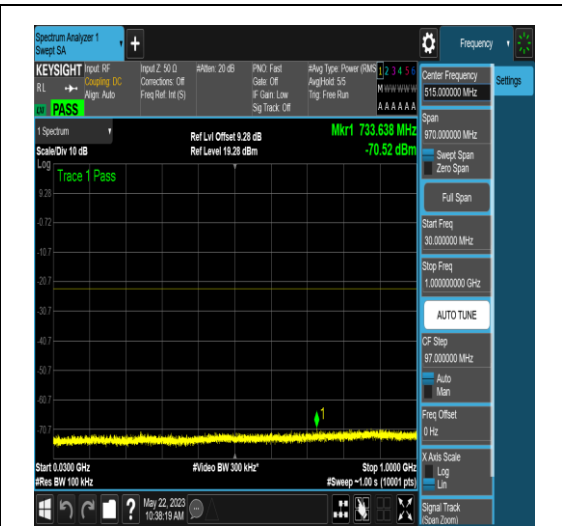 Spectrum Analyzer 1
Swept SA
Frequency
KEYSIGHT
RL
PASS
Input: RF
Coupling: DC
Align: Auto
Input Z: 50 Ω
Corrections: Off
Freq Ref: Int (S)
#Atten: 20 dB
PNO: Fast
Gate: Off
IF Gain: Low
Sig Track: Off
#Avg Type: Power (RMS
Avg|Hold: 5/5
Trig: Free Run
1 2 3 4 5 6
M W W W W W
A A A A A A
1 Spectrum
Scale/Div 10 dB
Ref Lvl Offset 9.28 dB
Ref Level 19.28 dBm
Mkr1 733.638 MHz
-70.52 dBm
Log
Trace 1 Pass
9.28
-0.72
-10.7
-20.7
-30.7
-40.7
-50.7
-60.7
-70.7
1
Start 0.0300 GHz
#Res BW 100 kHz
#Video BW 300 kHz*
Stop 1.0000 GHz
#Sweep ~1.00 s (10001 pts)
May 22, 2023
10:38:19 AM
Center Frequency
515.000000 MHz
Settings
Span
970.000000 MHz
Swept Span
Zero Span
Full Span
Start Freq
30.000000 MHz
Stop Freq
1.000000000 GHz
AUTO TUNE
CF Step
97.000000 MHz
Auto
Man
Freq Offset
0 Hz
X Axis Scale
Log
Lin
Signal Track
(Span Zoom)